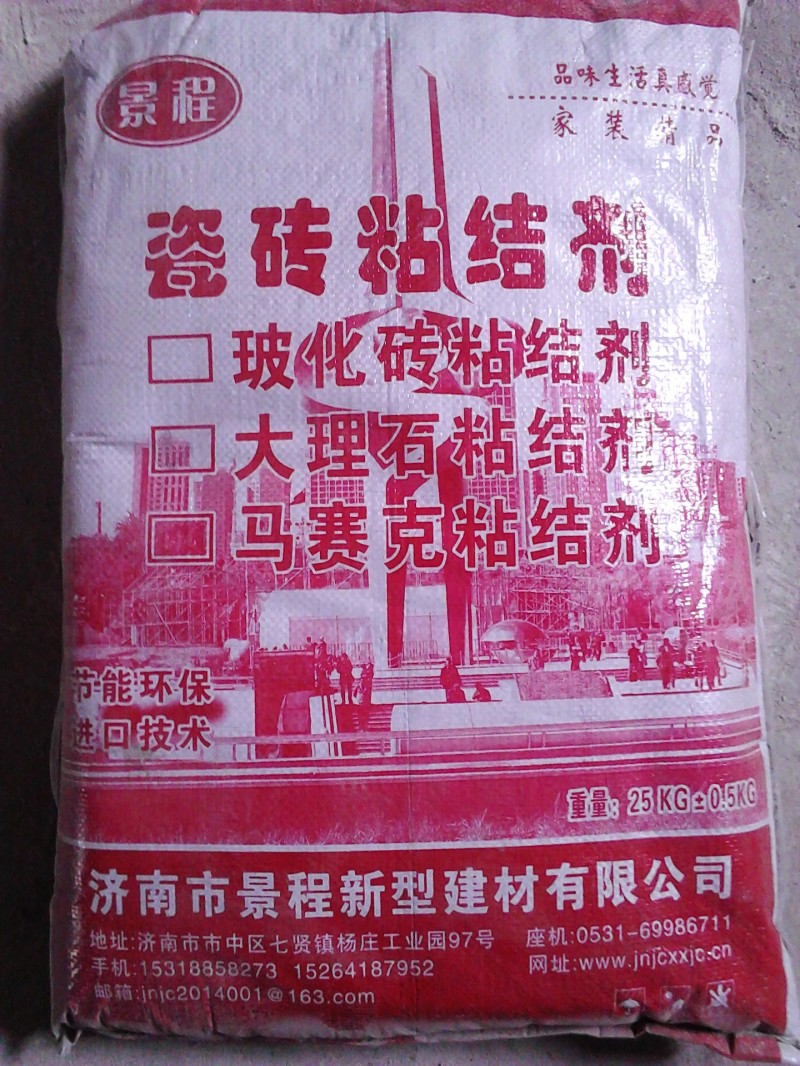 景程
品味生活真感觉
家装精品
瓷砖粘结剂
玻化砖粘结剂
大理石粘结剂
马赛克粘结剂
节能环保
进口技术
重量：25KG±0.5KG
济南市景程新型建材有限公司
地址:济南市市中区七贤镇杨庄工业园97号 座机:0531-69986711
手机:15318858273 15264187952 网址:www.jnjcxxjc.cn
邮箱:jnjc2014001@163.com